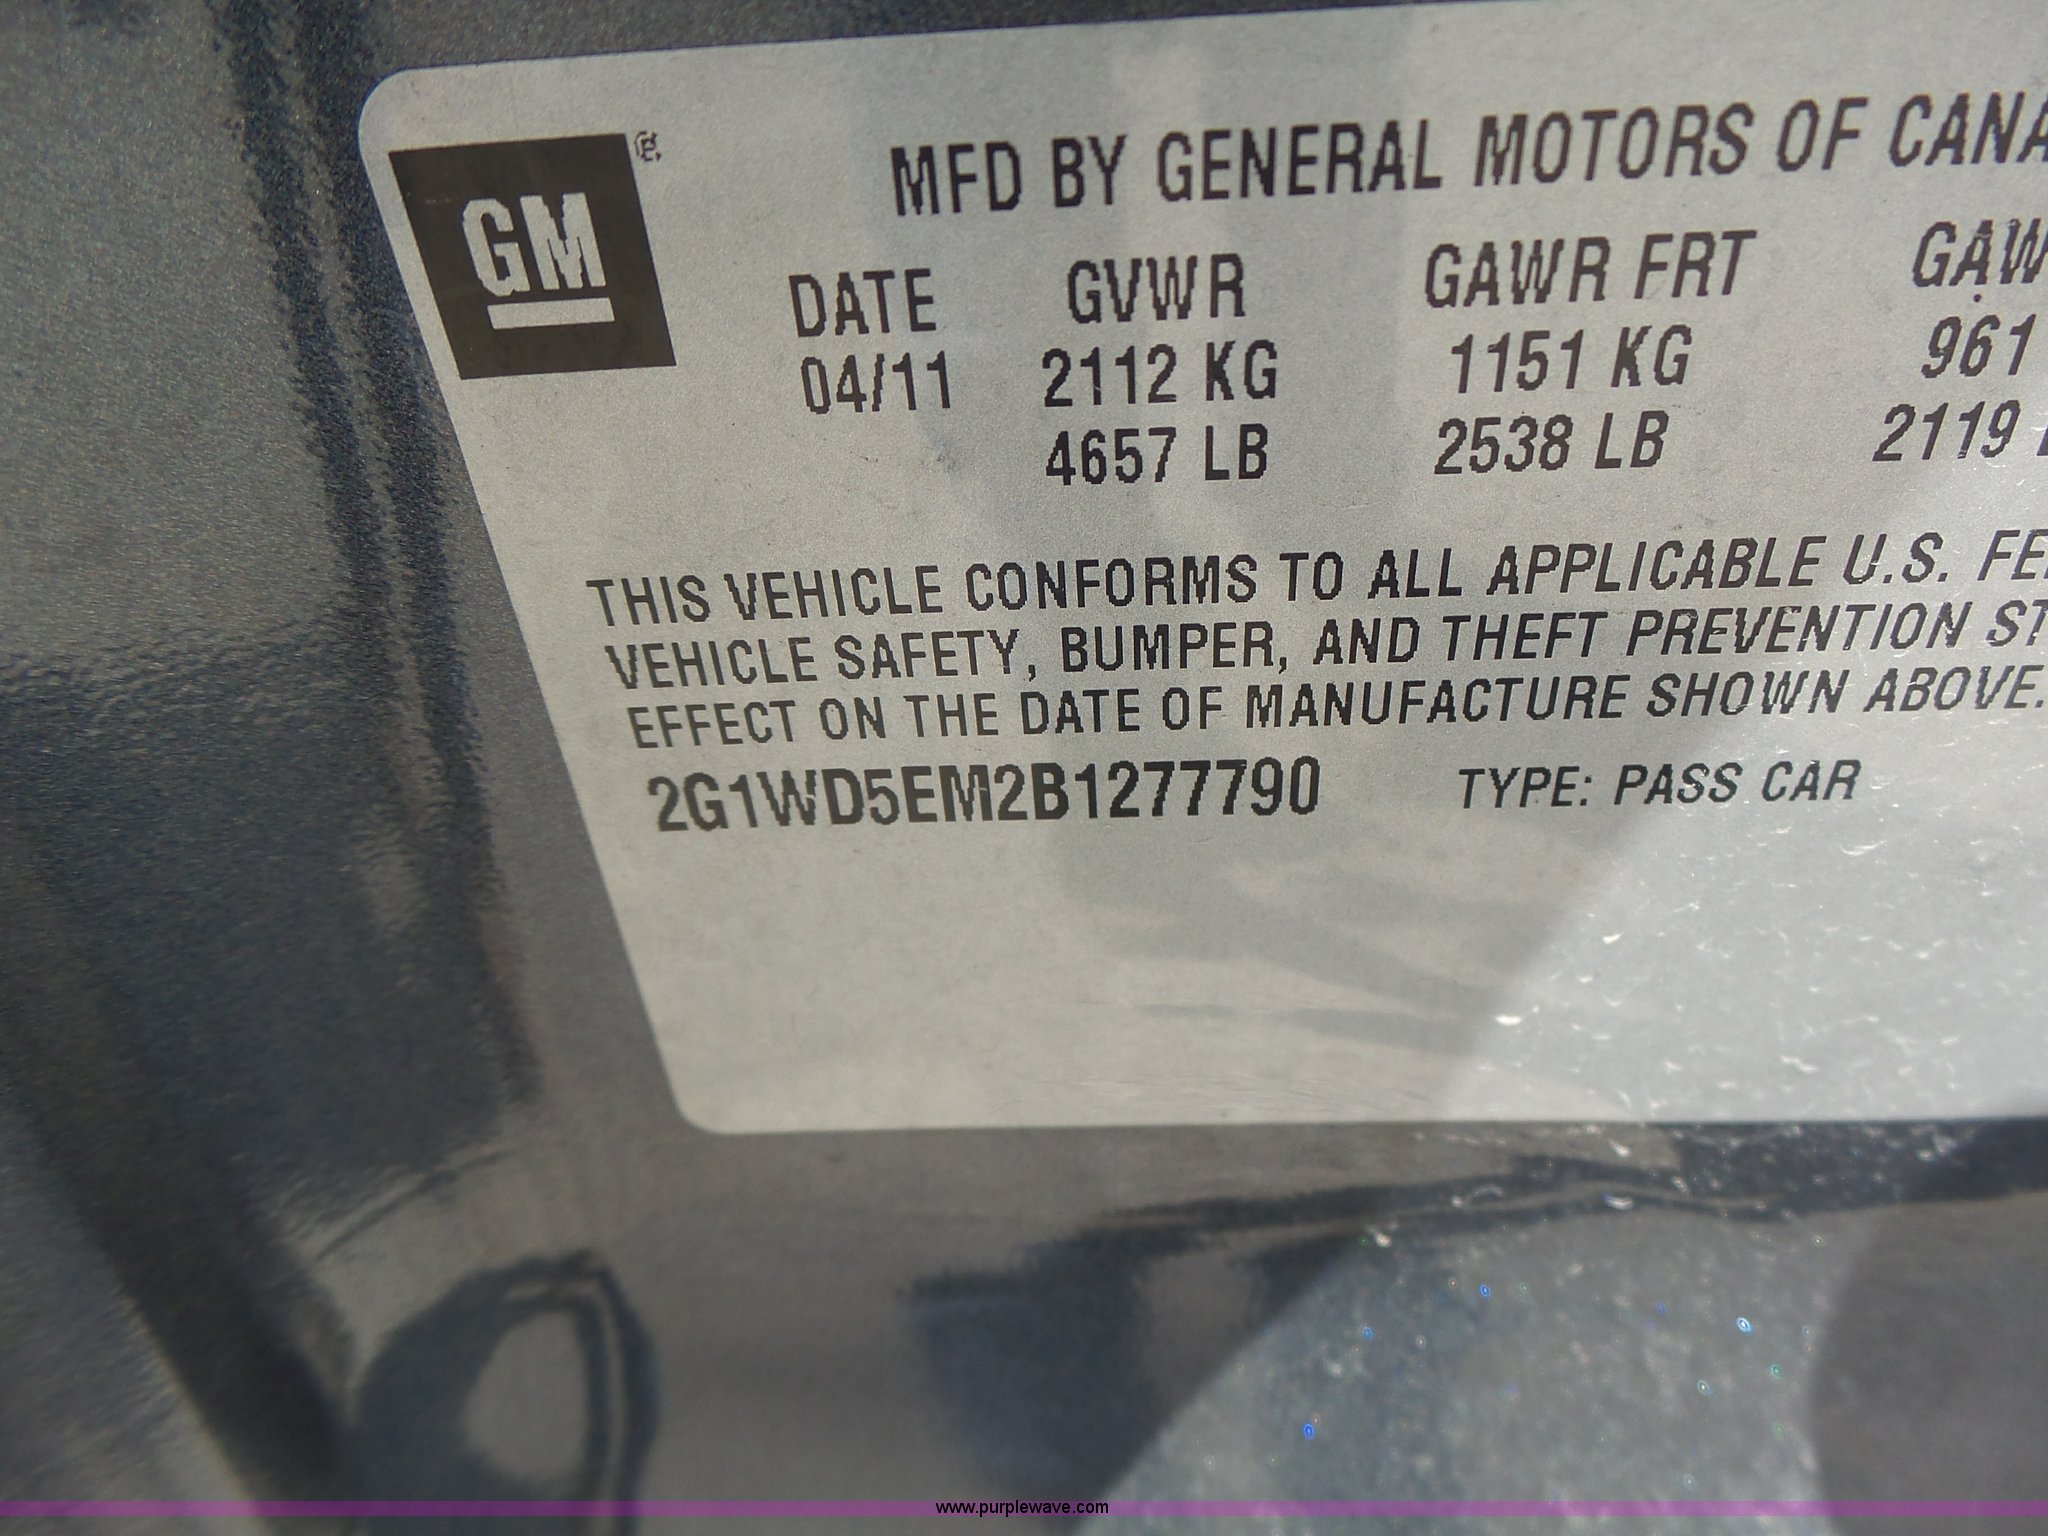 GM
MFD BY GENERAL MOTORS OF CANA
DATE GVWR GAWR FRT GAW
04/11 2112 KG 1151 KG 961
4657 LB 2538 LB 2119 L
THIS VEHICLE CONFORMS TO ALL APPLICABLE U.S. FE
VEHICLE SAFETY, BUMPER, AND THEFT PREVENTION ST
EFFECT ON THE DATE OF MANUFACTURE SHOWN ABOVE.
2G1WD5EM2B1277790 TYPE: PASS CAR
www.purplewave.com